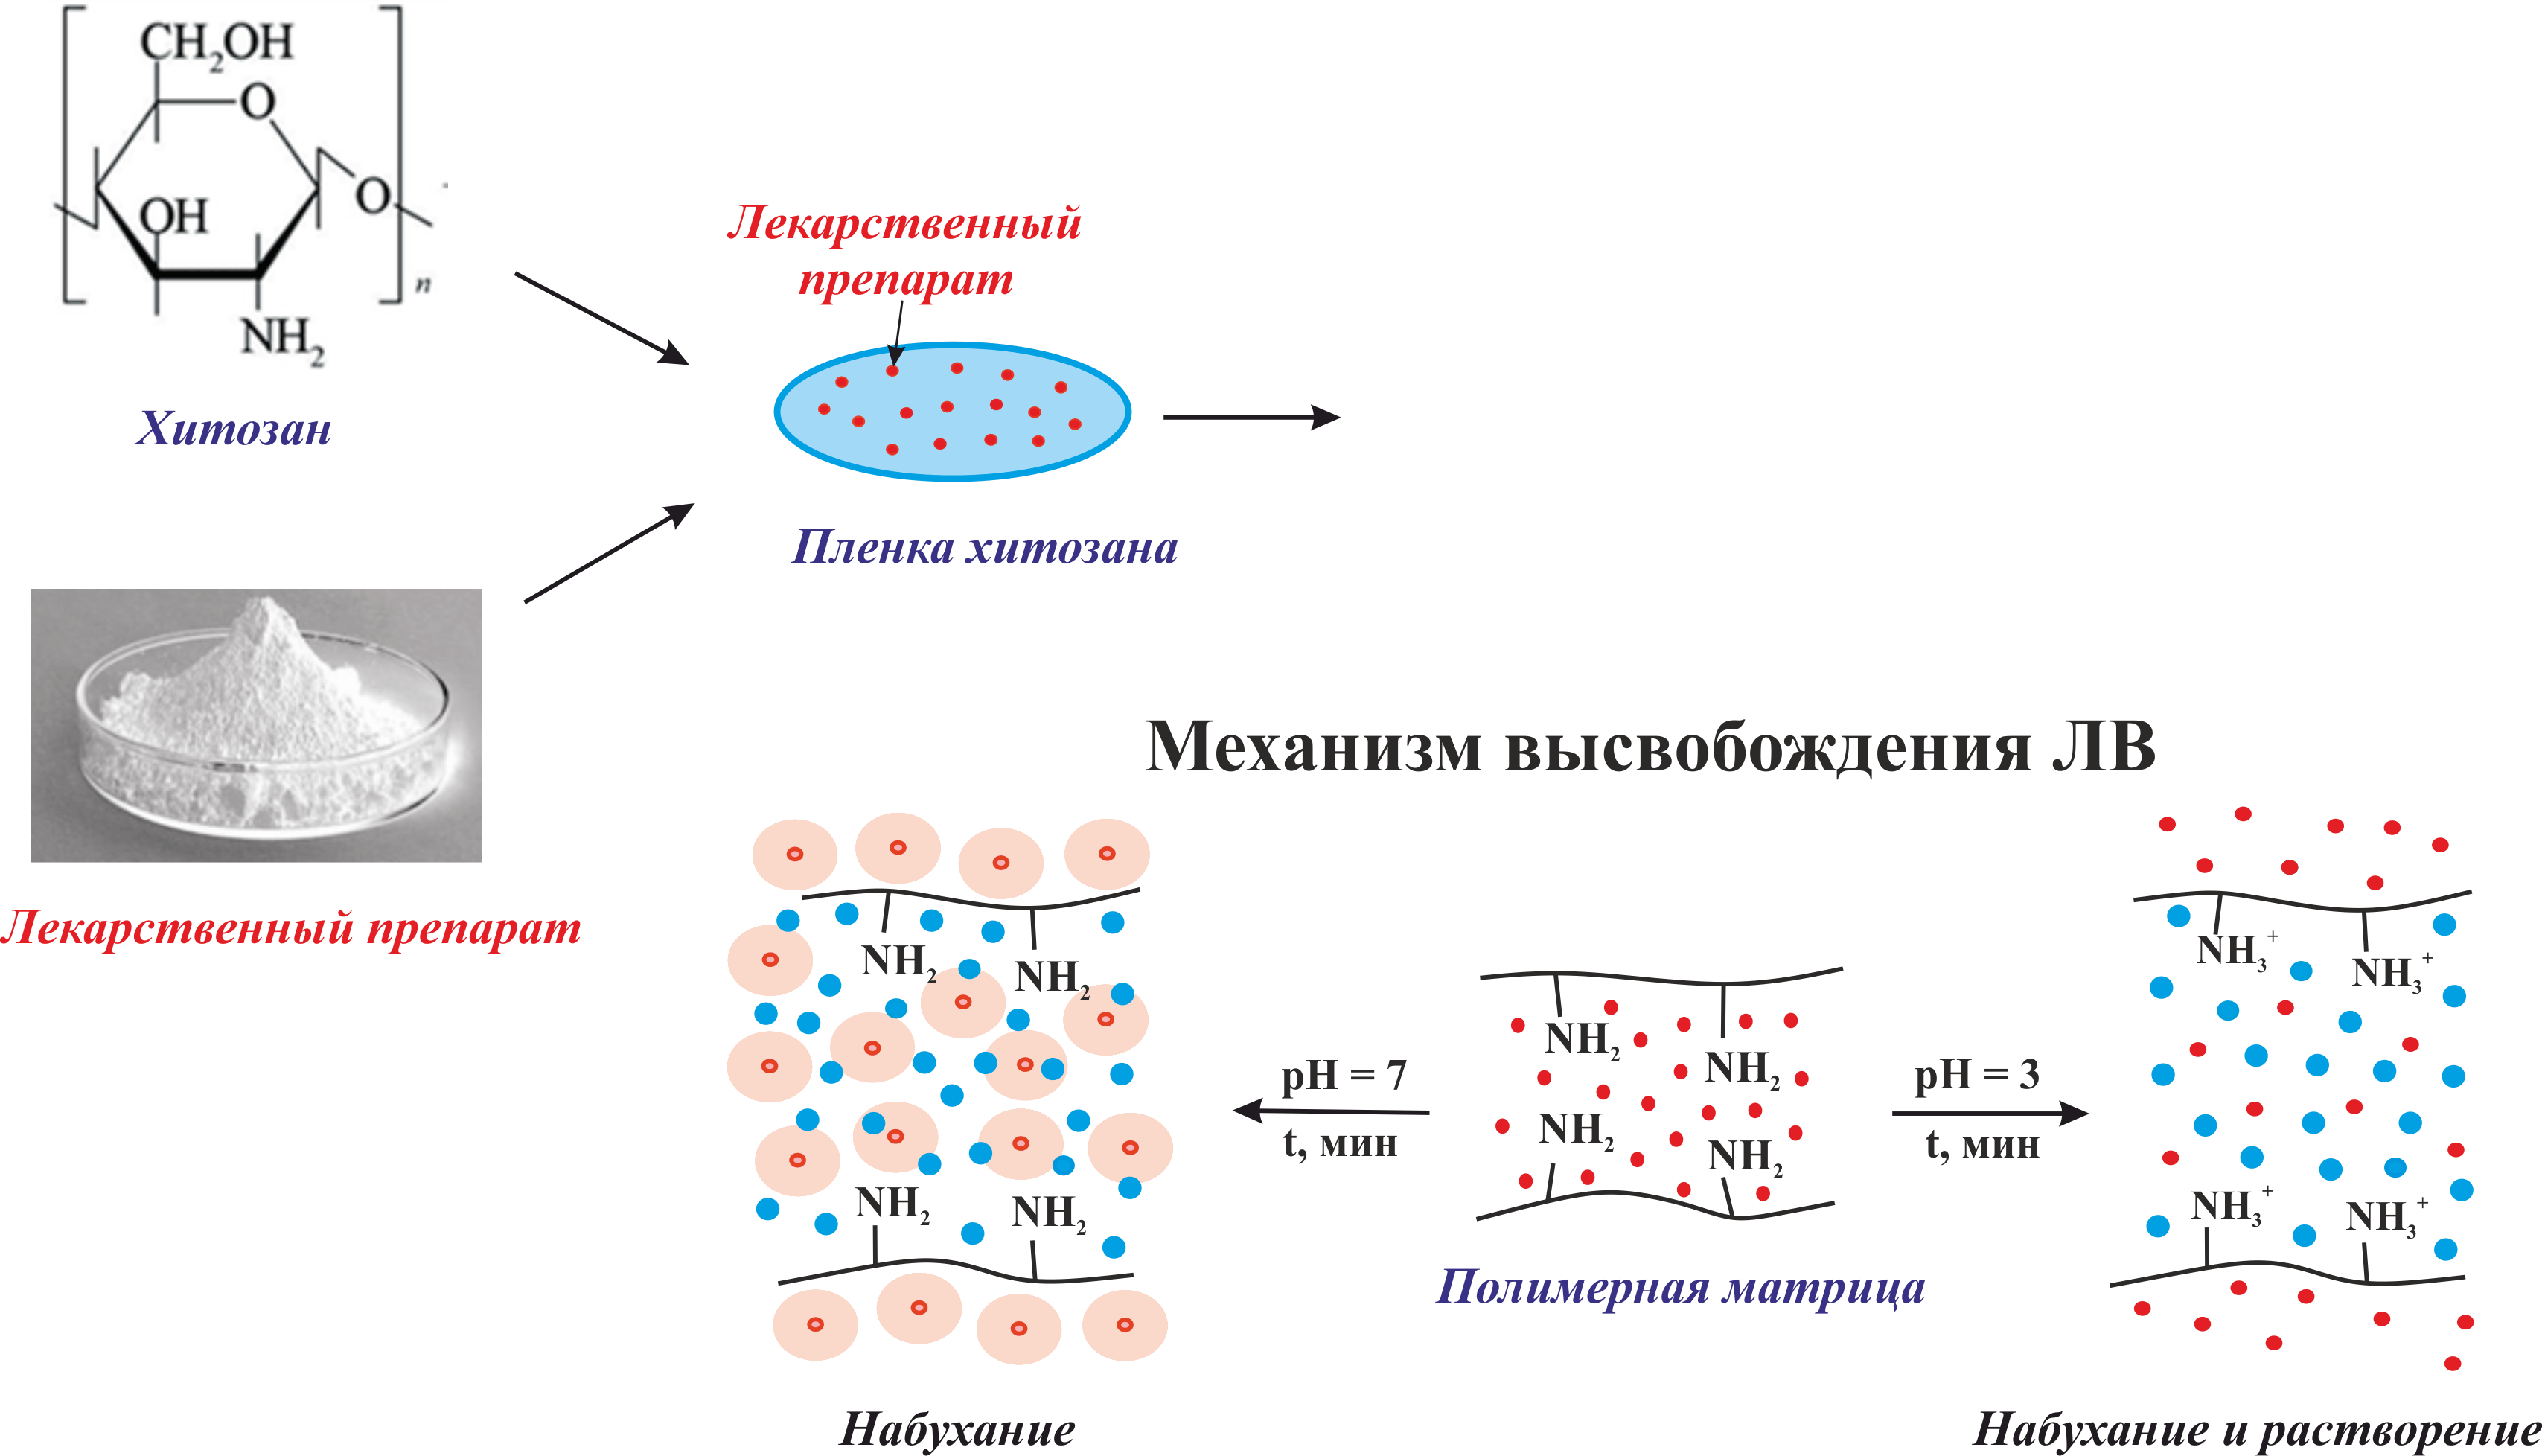 CH₂OH
O
OH
O
n
NH₂
Хитозан
Лекарственный
препарат
Пленка хитозана
Лекарственный препарат
Механизм высвобождения ЛВ
NH₂
NH₂
NH₂
NH₂
Набухание
pH = 7
t, мин
NH₂
NH₂
NH₂
NH₂
Полимерная матрица
pH = 3
t, мин
NH₃⁺
NH₃⁺
NH₃⁺
NH₃⁺
Набухание и растворение